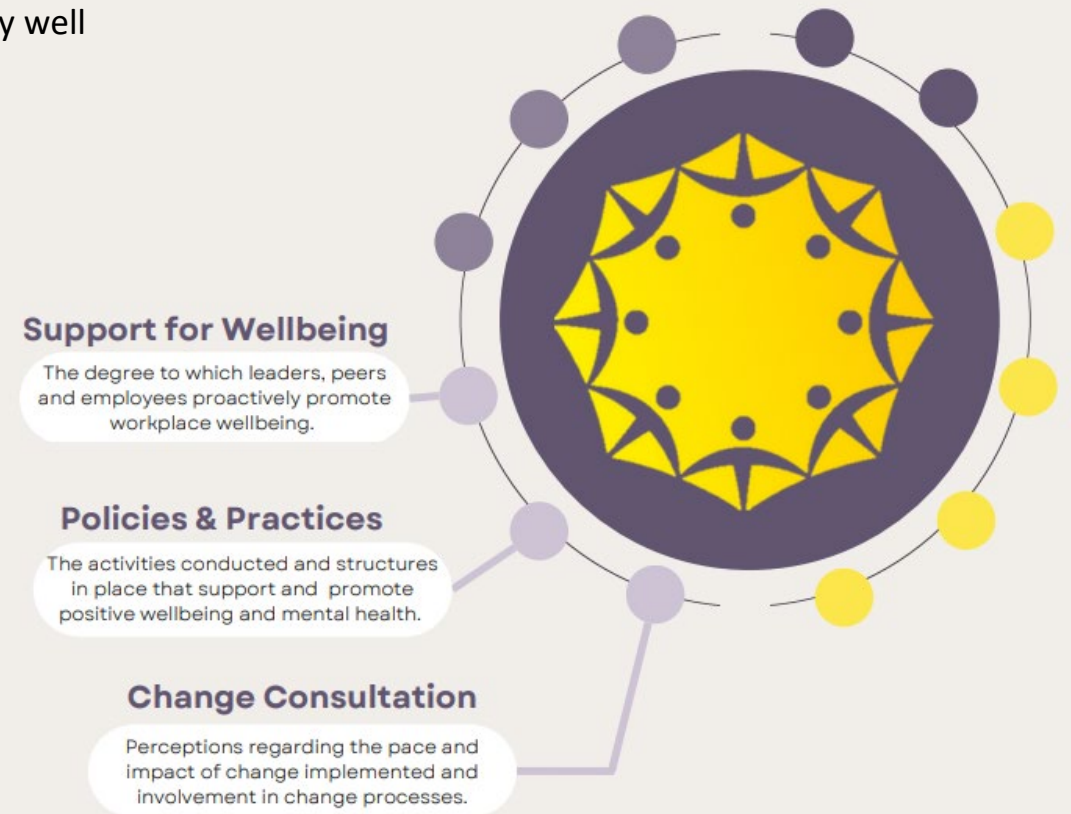 y well
Support for Wellbeing
The degree to which leaders, peers
and employees proactively promote
workplace wellbeing.
Policies & Practices
The activities conducted and structures
in place that support and promote
positive wellbeing and mental health.
Change Consultation
Perceptions regarding the pace and
impact of change implemented and
involvement in change processes.